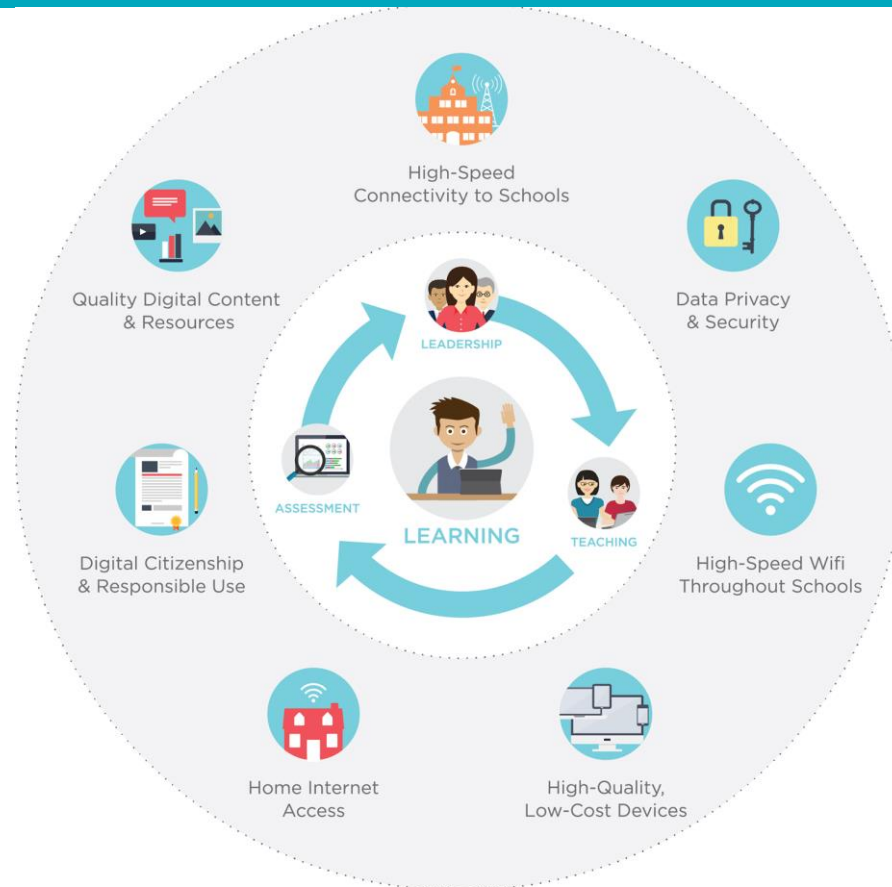 High-Speed
Connectivity to Schools
Data Privacy
& Security
High-Speed Wifi
Throughout Schools
High-Quality,
Low-Cost Devices
Home Internet
Access
Digital Citizenship
& Responsible Use
Quality Digital Content
& Resources
LEADERSHIP
TEACHING
ASSESSMENT
LEARNING